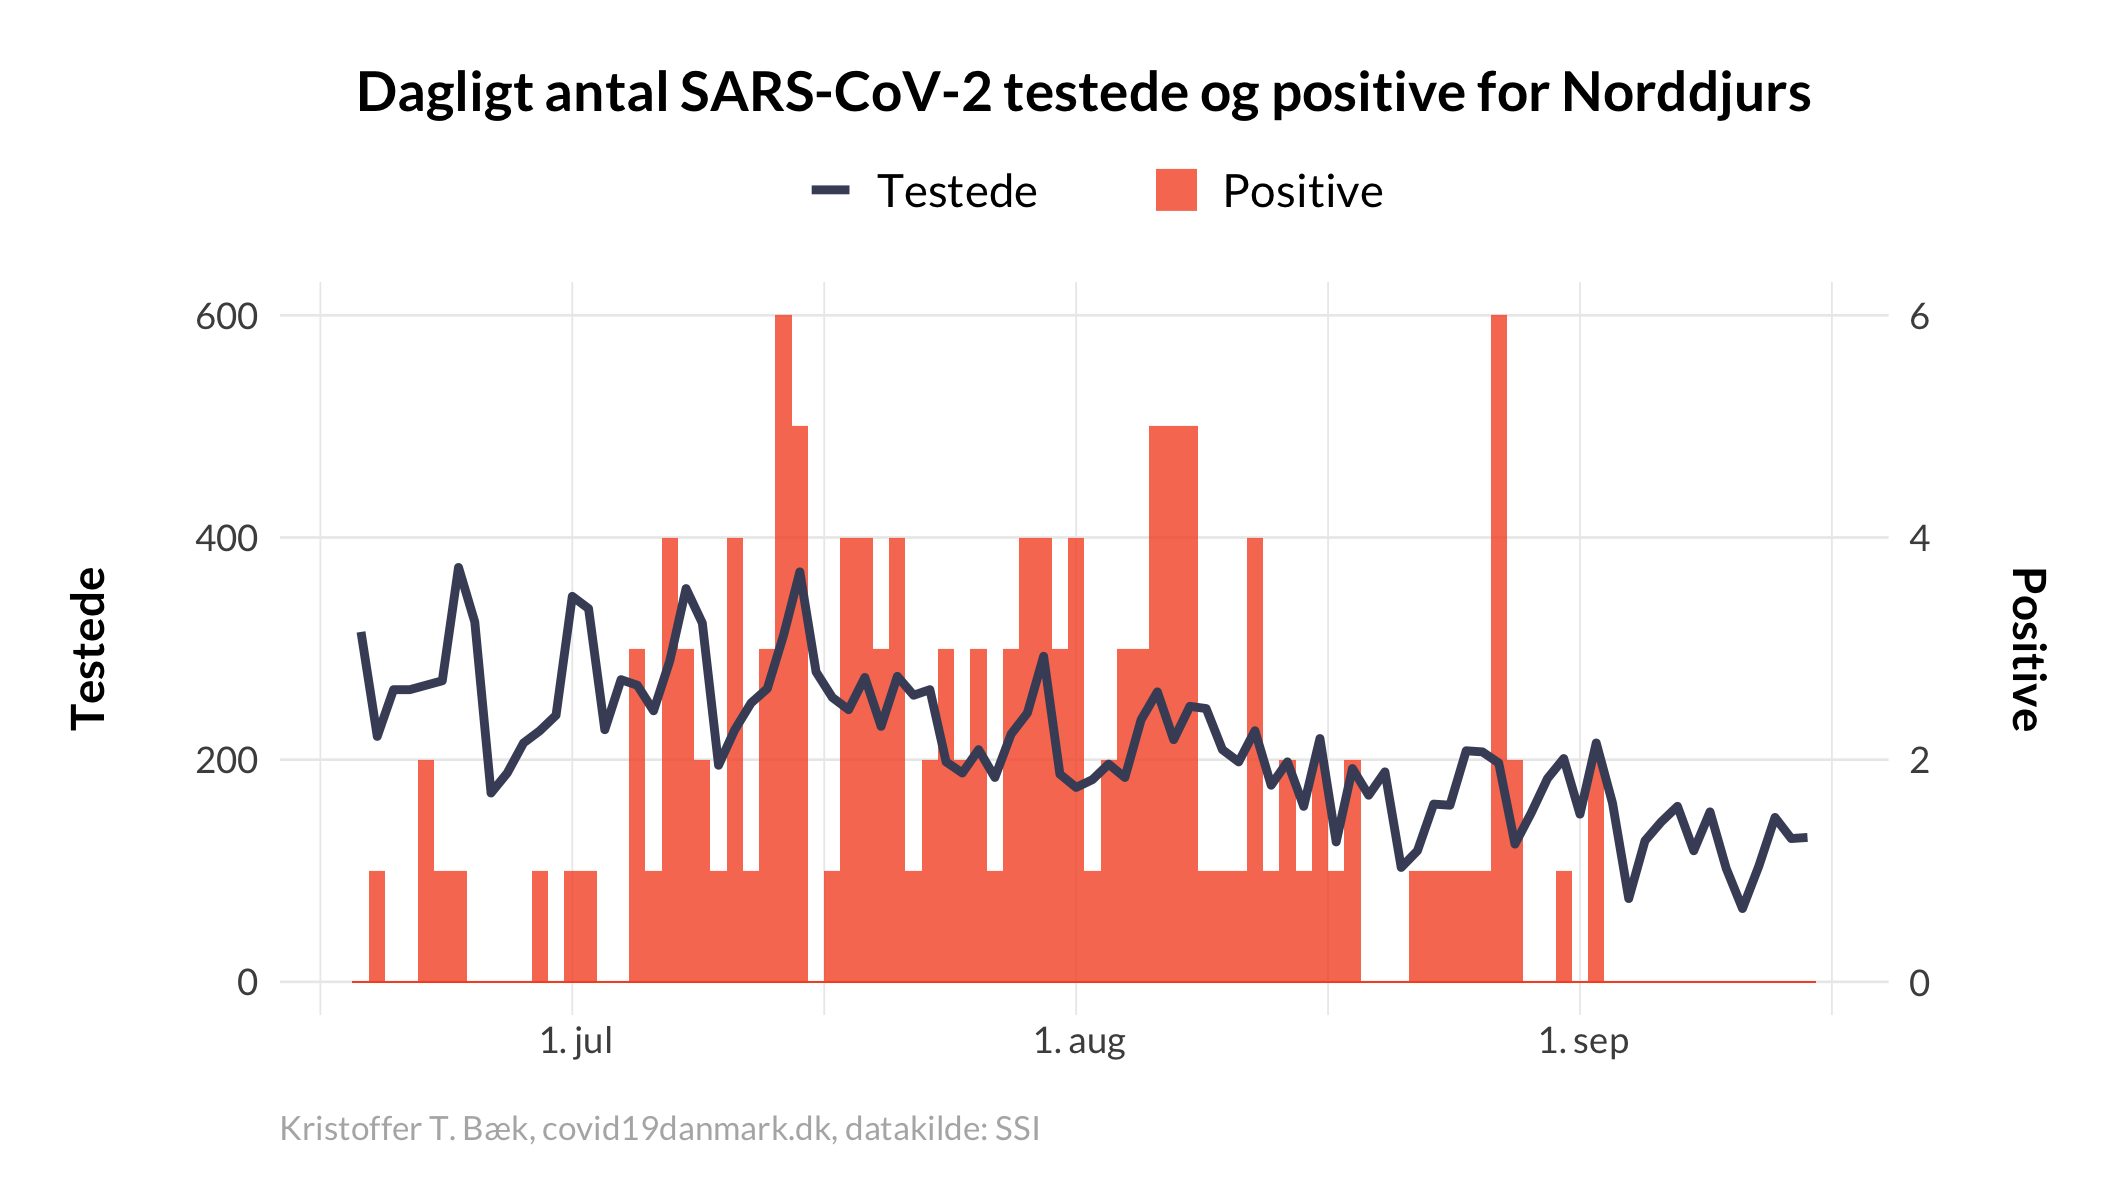 Dagligt antal SARS-CoV-2 testede og positive for Norddjurs
Testede
Positive
600
400
200
0
6
4
2
0
Testede
Positive
1. jul
1. aug
1. sep
Kristoffer T. Bæk, covid19danmark.dk, datakilde: SSI